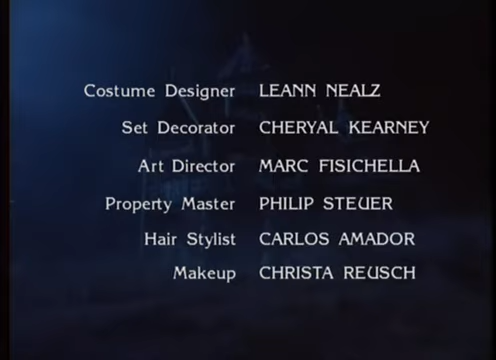 Costume Designer LEANN NEALZ
Set Decorator CHERYAL KEARNEY
Art Director MARC FISICHELLA
Property Master PHILIP STEUER
Hair Stylist CARLOS AMADOR
Makeup CHRISTA REUSCH